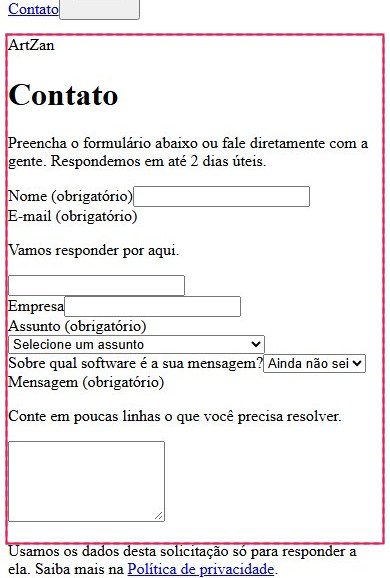 Contato
ArtZan
Contato
Preencha o formulário abaixo ou fale diretamente com a
gente. Respondemos em até 2 dias úteis.
Nome (obrigatório)
E-mail (obrigatório)
Vamos responder por aqui.
Empresa
Assunto (obrigatório)
Selecione um assunto
Sobre qual software é a sua mensagem? Ainda não sei
Mensagem (obrigatório)
Conte em poucas linhas o que você precisa resolver.
Usamos os dados desta solicitação só para responder a
ela. Saiba mais na Política de privacidade.